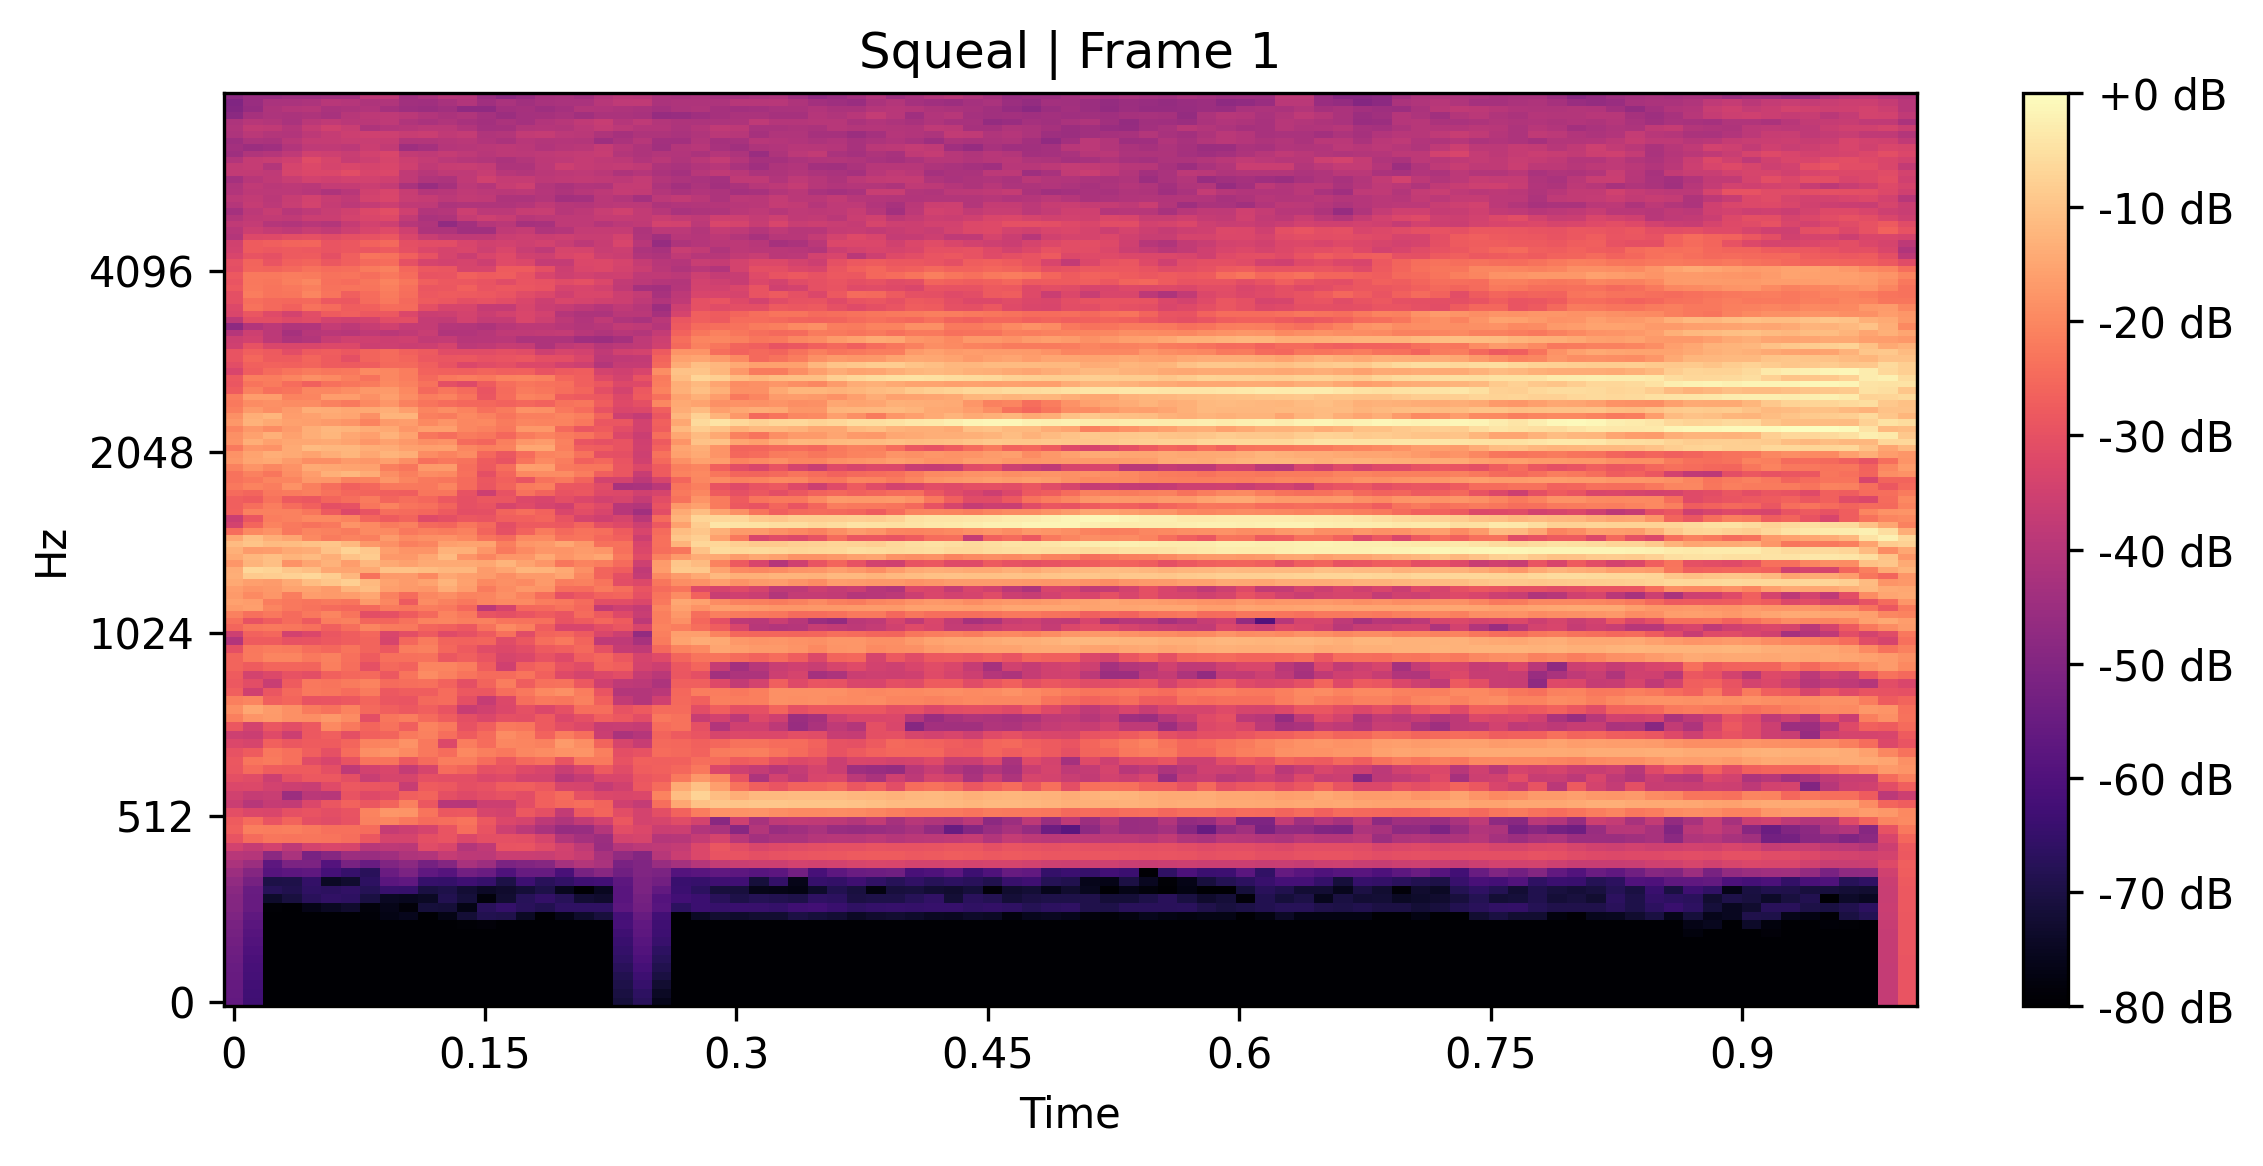 Squeal | Frame 1
Hz
4096
2048
1024
512
0
0 0.15 0.3 0.45 0.6 0.75 0.9
Time
+0 dB
-10 dB
-20 dB
-30 dB
-40 dB
-50 dB
-60 dB
-70 dB
-80 dB